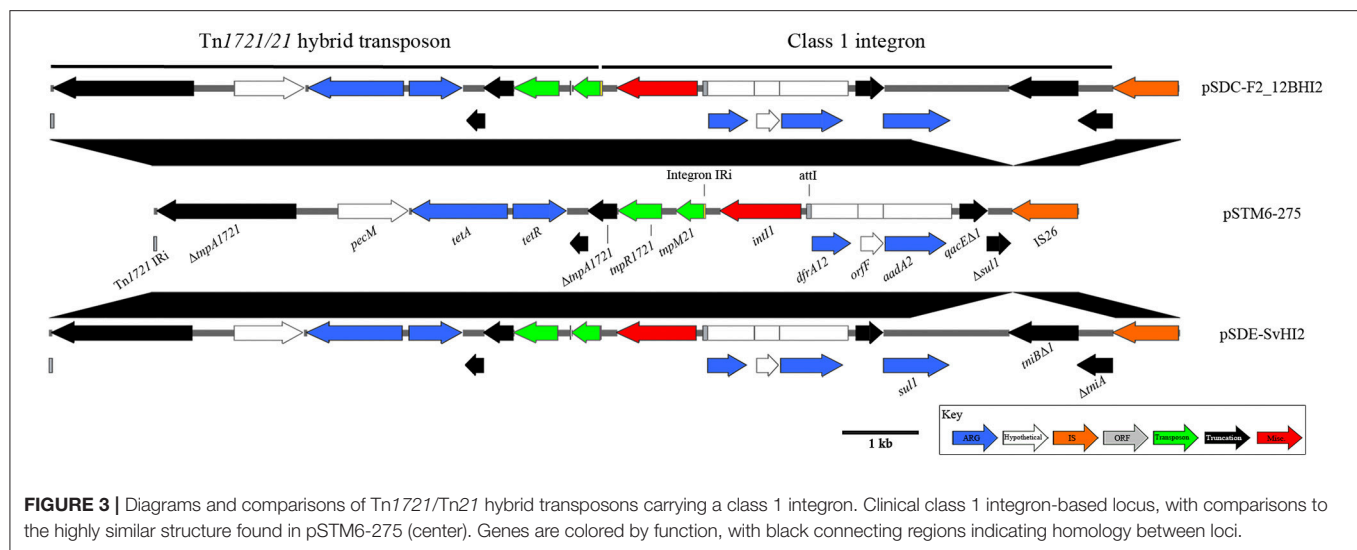 Tn1721/21 hybrid transposon
Class 1 integron
pSDC-F2_12BHI2
Integron IRi
attI
pSTM6-275
Tn1721 IRi
ΔtnpA1721
pecM
tetA
tetR
ΔtnpA1721
tnpR1721
tnpM21
intI1
dfrA12
orfF
aadA2
qacEΔ1
Δsul1
IS26
pSDE-SvHI2
sul1
tniBΔ1
ΔtniA
1 kb
Key
ARG
Hypothetical
IS
ORF
Transposon
Truncation
Misc.
FIGURE 3 | Diagrams and comparisons of Tn1721/Tn21 hybrid transposons carrying a class 1 integron. Clinical class 1 integron-based locus, with comparisons to
the highly similar structure found in pSTM6-275 (center). Genes are colored by function, with black connecting regions indicating homology between loci.